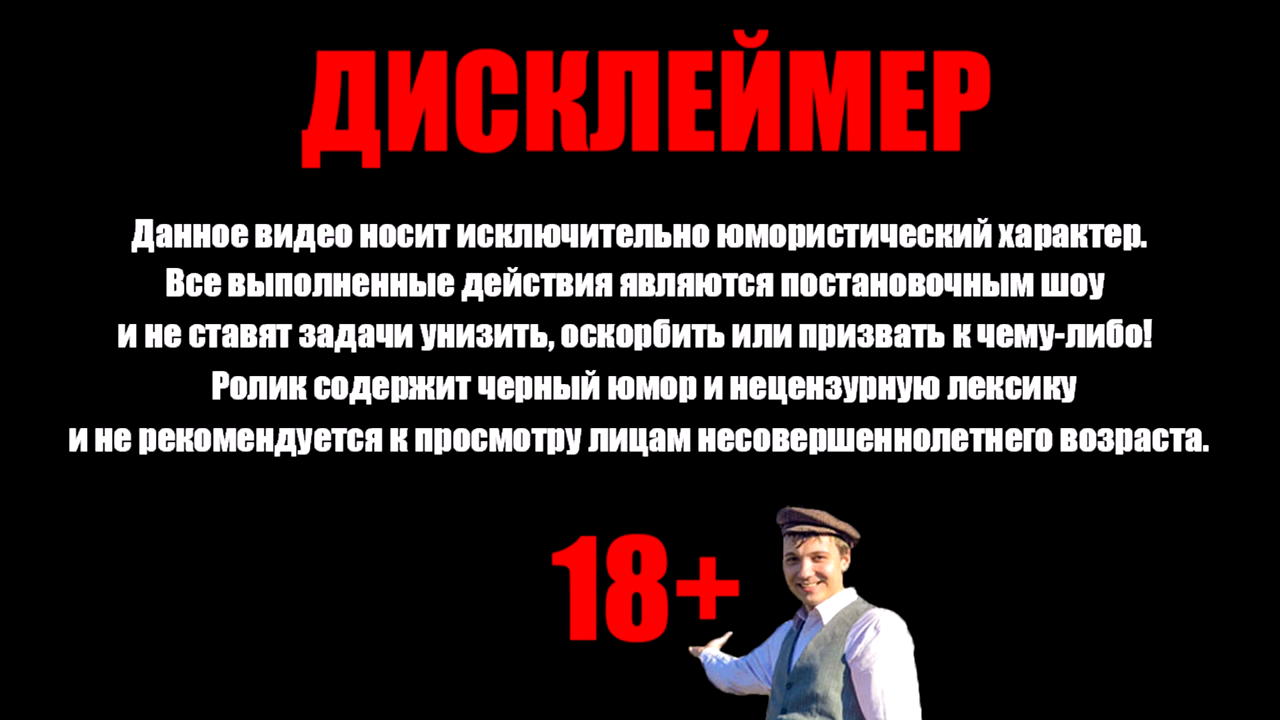 ДИСКЛЕЙМЕР
Данное видео носит исключительно юмористический характер.
Все выполненные действия являются постановочным шоу
и не ставят задачи унизить, оскорбить или призвать к чему-либо!
Ролик содержит черный юмор и нецензурную лексику
и не рекомендуется к просмотру лицам несовершеннолетнего возраста.
18+